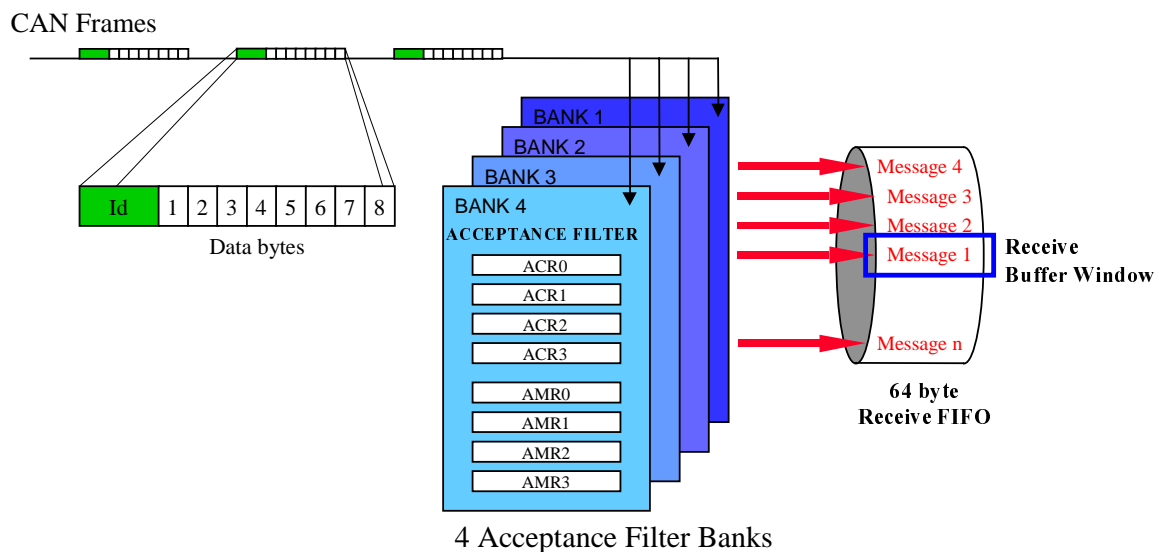 CAN Frames
Id 1 2 3 4 5 6 7 8
Data bytes
BANK 1
BANK 2
BANK 3
BANK 4
ACCEPTANCE FILTER
ACR0
ACR1
ACR2
ACR3
AMR0
AMR1
AMR2
AMR3
4 Acceptance Filter Banks
Message 4
Message 3
Message 2
Message 1
Message n
Receive
Buffer Window
64 byte
Receive FIFO